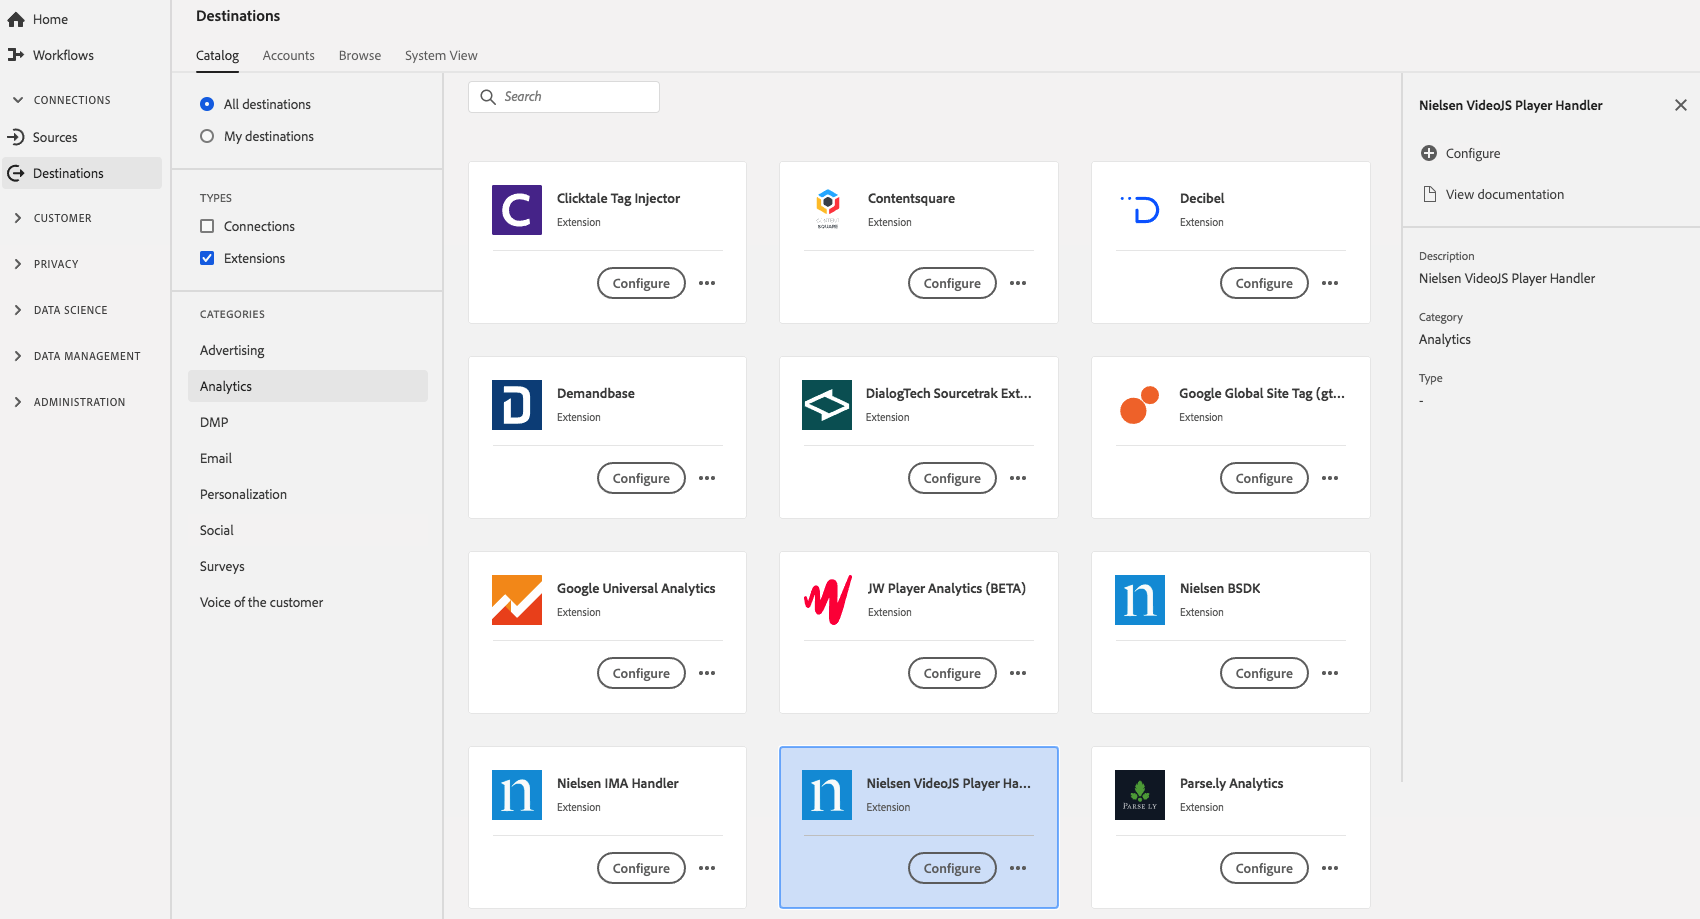 Home
Workflows
CONNECTIONS
Sources
Destinations
CUSTOMER
PRIVACY
DATA SCIENCE
DATA MANAGEMENT
ADMINISTRATION
Destinations
Catalog
Accounts
Browse
System View
All destinations
My destinations
TYPES
Connections
Extensions
CATEGORIES
Advertising
Analytics
DMP
Email
Personalization
Social
Surveys
Voice of the customer
Search
Clicktale Tag Injector
Extension
Configure
CONTENT
SQUARE
Contentsquare
Extension
Configure
Decibel
Extension
Configure
Demandbase
Extension
Configure
DialogTech Sourcetrak Ext...
Extension
Configure
Google Global Site Tag (gt...
Extension
Configure
Google Universal Analytics
Extension
Configure
JW Player Analytics (BETA)
Extension
Configure
n
Nielsen BSDK
Extension
Configure
n
Nielsen IMA Handler
Extension
Configure
n
Nielsen VideoJS Player Ha...
Extension
Configure
PARSE.LY
Parse.ly Analytics
Extension
Configure
Nielsen VideoJS Player Handler
Configure
View documentation
Description
Nielsen VideoJS Player Handler
Category
Analytics
Type
-